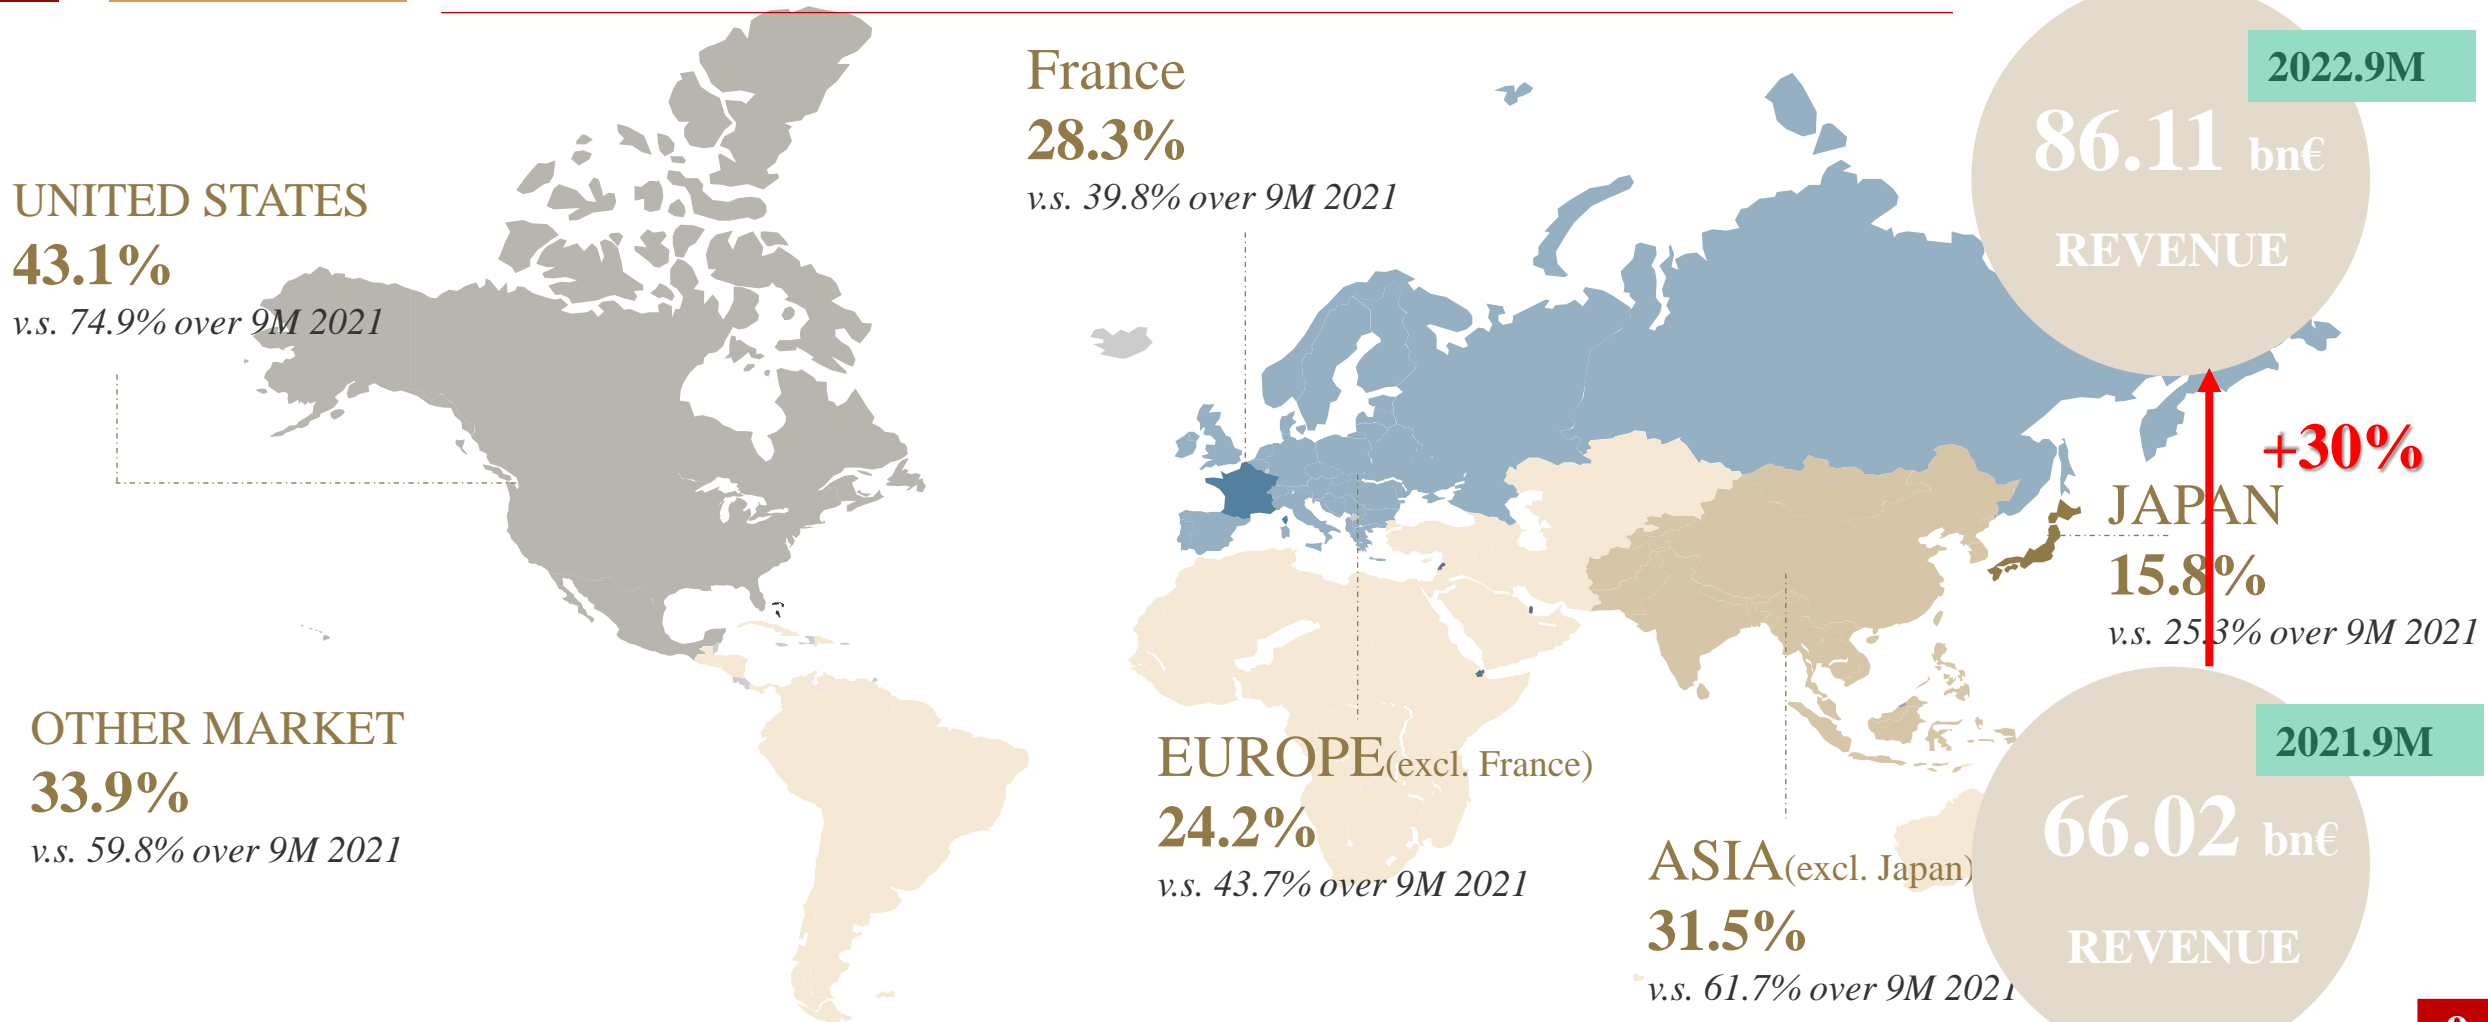 UNITED STATES
43.1%
v.s. 74.9% over 9M 2021
France
28.3%
v.s. 39.8% over 9M 2021
2022.9M
86.11 bn€
REVENUE
+30%
JAPAN
15.8%
v.s. 25.3% over 9M 2021
OTHER MARKET
33.9%
v.s. 59.8% over 9M 2021
EUROPE(excl. France)
24.2%
v.s. 43.7% over 9M 2021
ASIA(excl. Japan)
31.5%
v.s. 61.7% over 9M 2021
2021.9M
66.02 bn€
REVENUE